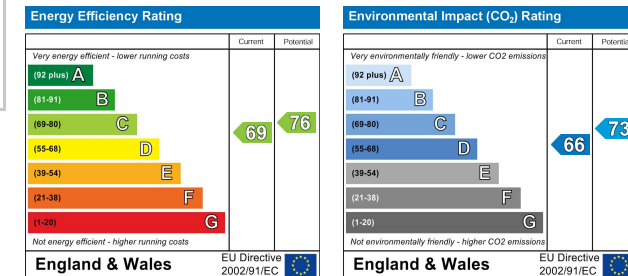 Energy Efficiency Rating
Current Potential
Very energy efficient - lower running costs
(92 plus) A
(81-91) B
(69-80) C
(55-68) D
(39-54) E
(21-38) F
(1-20) G
69
76
Not energy efficient - higher running costs
England & Wales
EU Directive
2002/91/EC
Environmental Impact (CO₂) Rating
Current Potential
Very environmentally friendly - lower CO2 emissions
(92 plus) A
(81-91) B
(69-80) C
(55-68) D
(39-54) E
(21-38) F
(1-20) G
66
73
Not environmentally friendly - higher CO2 emissions
England & Wales
EU Directive
2002/91/EC